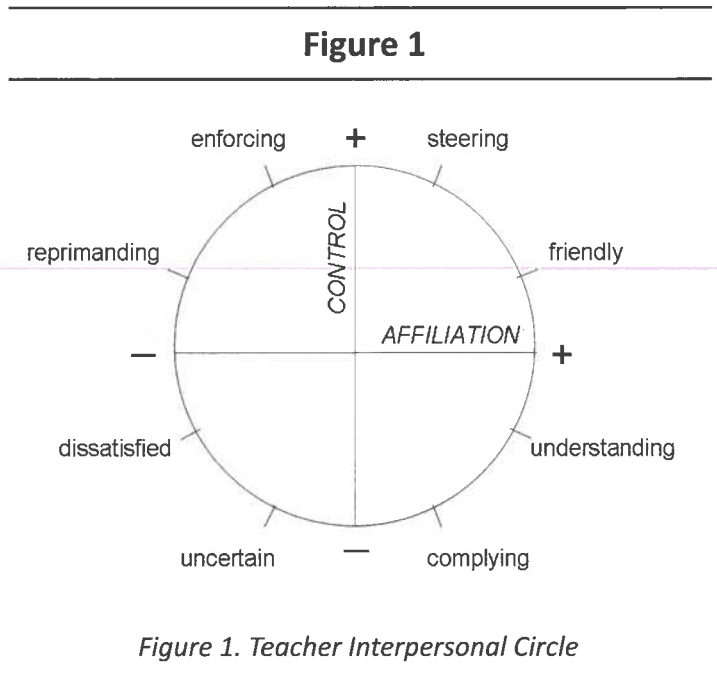 Figure 1
enforcing + steering
reprimanding CONTROL friendly
AFFILIATION
− +
dissatisfied understanding
uncertain − complying
Figure 1. Teacher Interpersonal Circle